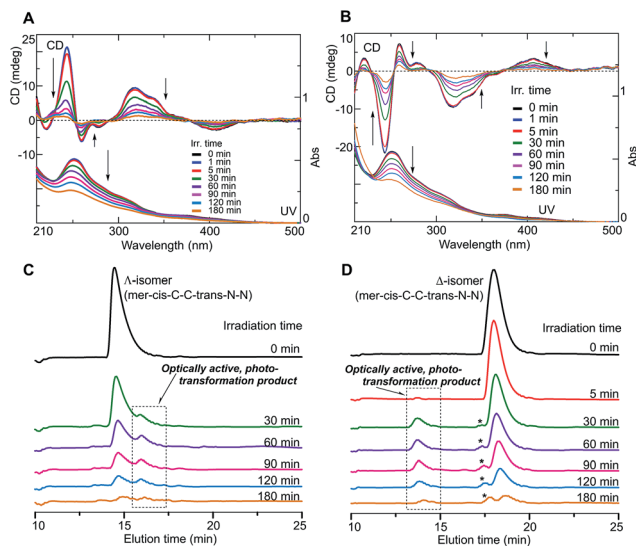 A
25
20
10
0
-10
CD (mdeg)
CD
Irr. time
0 min
1 min
5 min
30 min
60 min
90 min
120 min
180 min
UV
1
0
Abs
210
300
400
500
Wavelength (nm)
B
10
0
-10
-20
CD (mdeg)
CD
Irr. time
0 min
1 min
5 min
30 min
60 min
90 min
120 min
180 min
UV
1
0
Abs
210
300
400
500
Wavelength (nm)
C
Λ-isomer
(mer-cis-C-C-trans-N-N)
Irradiation time
0 min
Optically active, photo-
transformation product
30 min
60 min
90 min
120 min
180 min
10
15
20
25
Elution time (min)
D
Δ-isomer
(mer-cis-C-C-trans-N-N)
Irradiation time
0 min
Optically active, photo-
transformation product
5 min
* 30 min
* 60 min
* 90 min
* 120 min
* 180 min
10
15
20
25
Elution time (min)